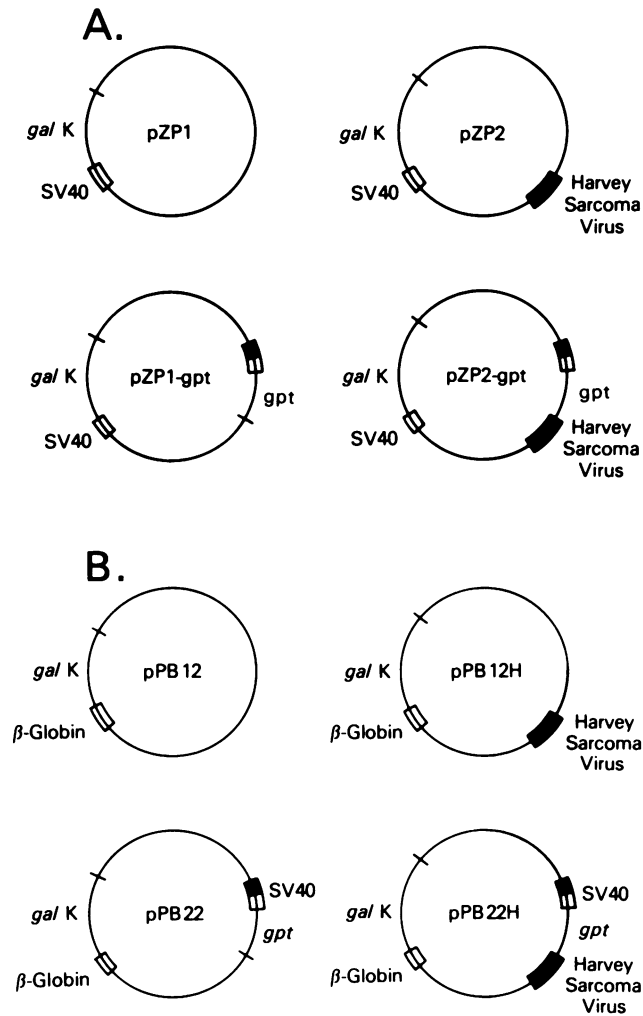 A.
gal K
pZP1
SV40
gal K
pZP2
SV40
Harvey
Sarcoma
Virus
gal K
pZP1-gpt
gpt
SV40
gal K
pZP2-gpt
gpt
SV40
Harvey
Sarcoma
Virus
B.
gal K
pPB12
β-Globin
gal K
pPB12H
β-Globin
Harvey
Sarcoma
Virus
gal K
pPB22
SV40
gpt
β-Globin
gal K
pPB22H
SV40
gpt
β-Globin
Harvey
Sarcoma
Virus